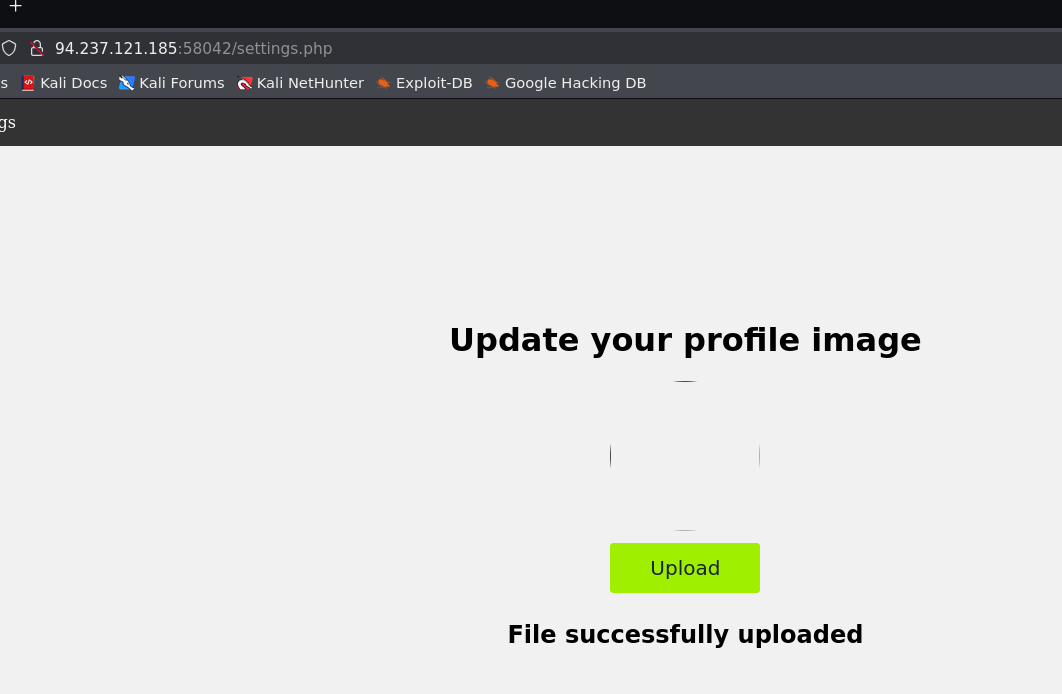 94.237.121.185:58042/settings.php
s Kali Docs Kali Forums Kali NetHunter Exploit-DB Google Hacking DB
gs
Update your profile image
Upload
File successfully uploaded